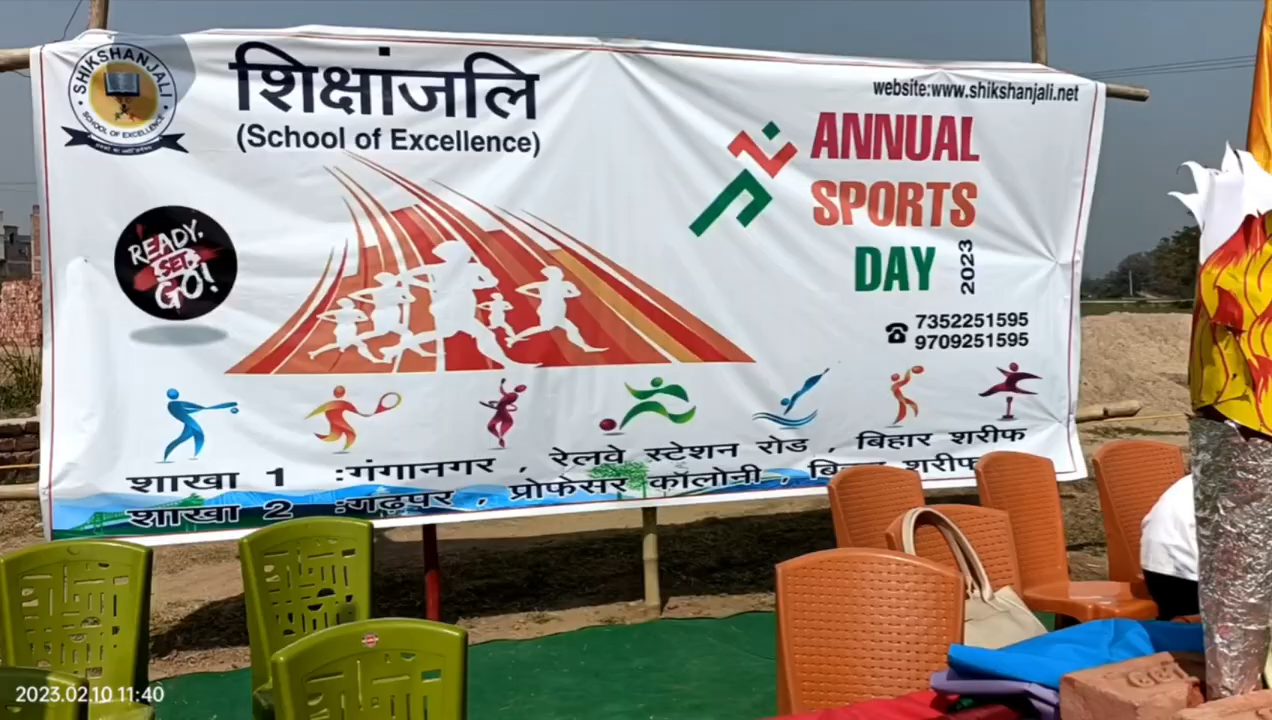 SHIKSHANJALI
SCHOOL OF EXCELLENCE
शिक्षांजलि
(School of Excellence)
website:www.shikshanjali.net
ANNUAL
SPORTS
DAY
2023
READY.
SET.
GO!
7352251595
9709251595
शाखा 1 :गंगानगर , रेलवे स्टेशन रोड , बिहार शरीफ
शाखा 2 :गढ़पर , प्रोफेसर कॉलोनी , शरीफ
2023.02.10 11:40